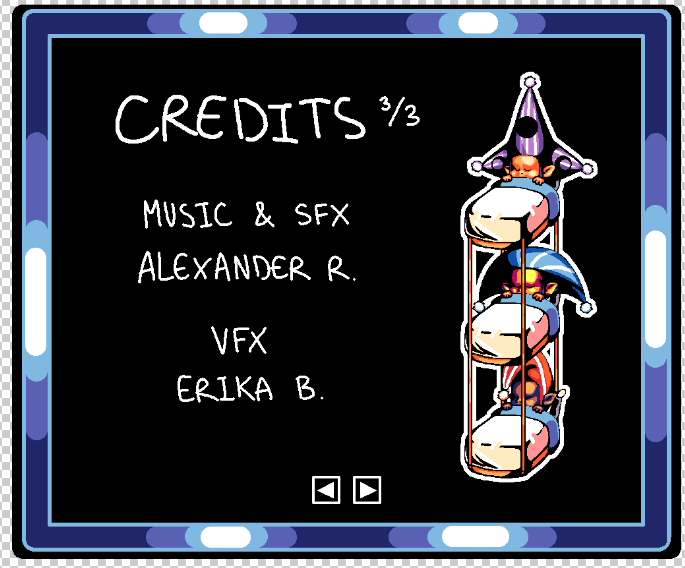 CREDITS 3/3
MUSIC & SFX
ALEXANDER R.
VFX
ERIKA B.